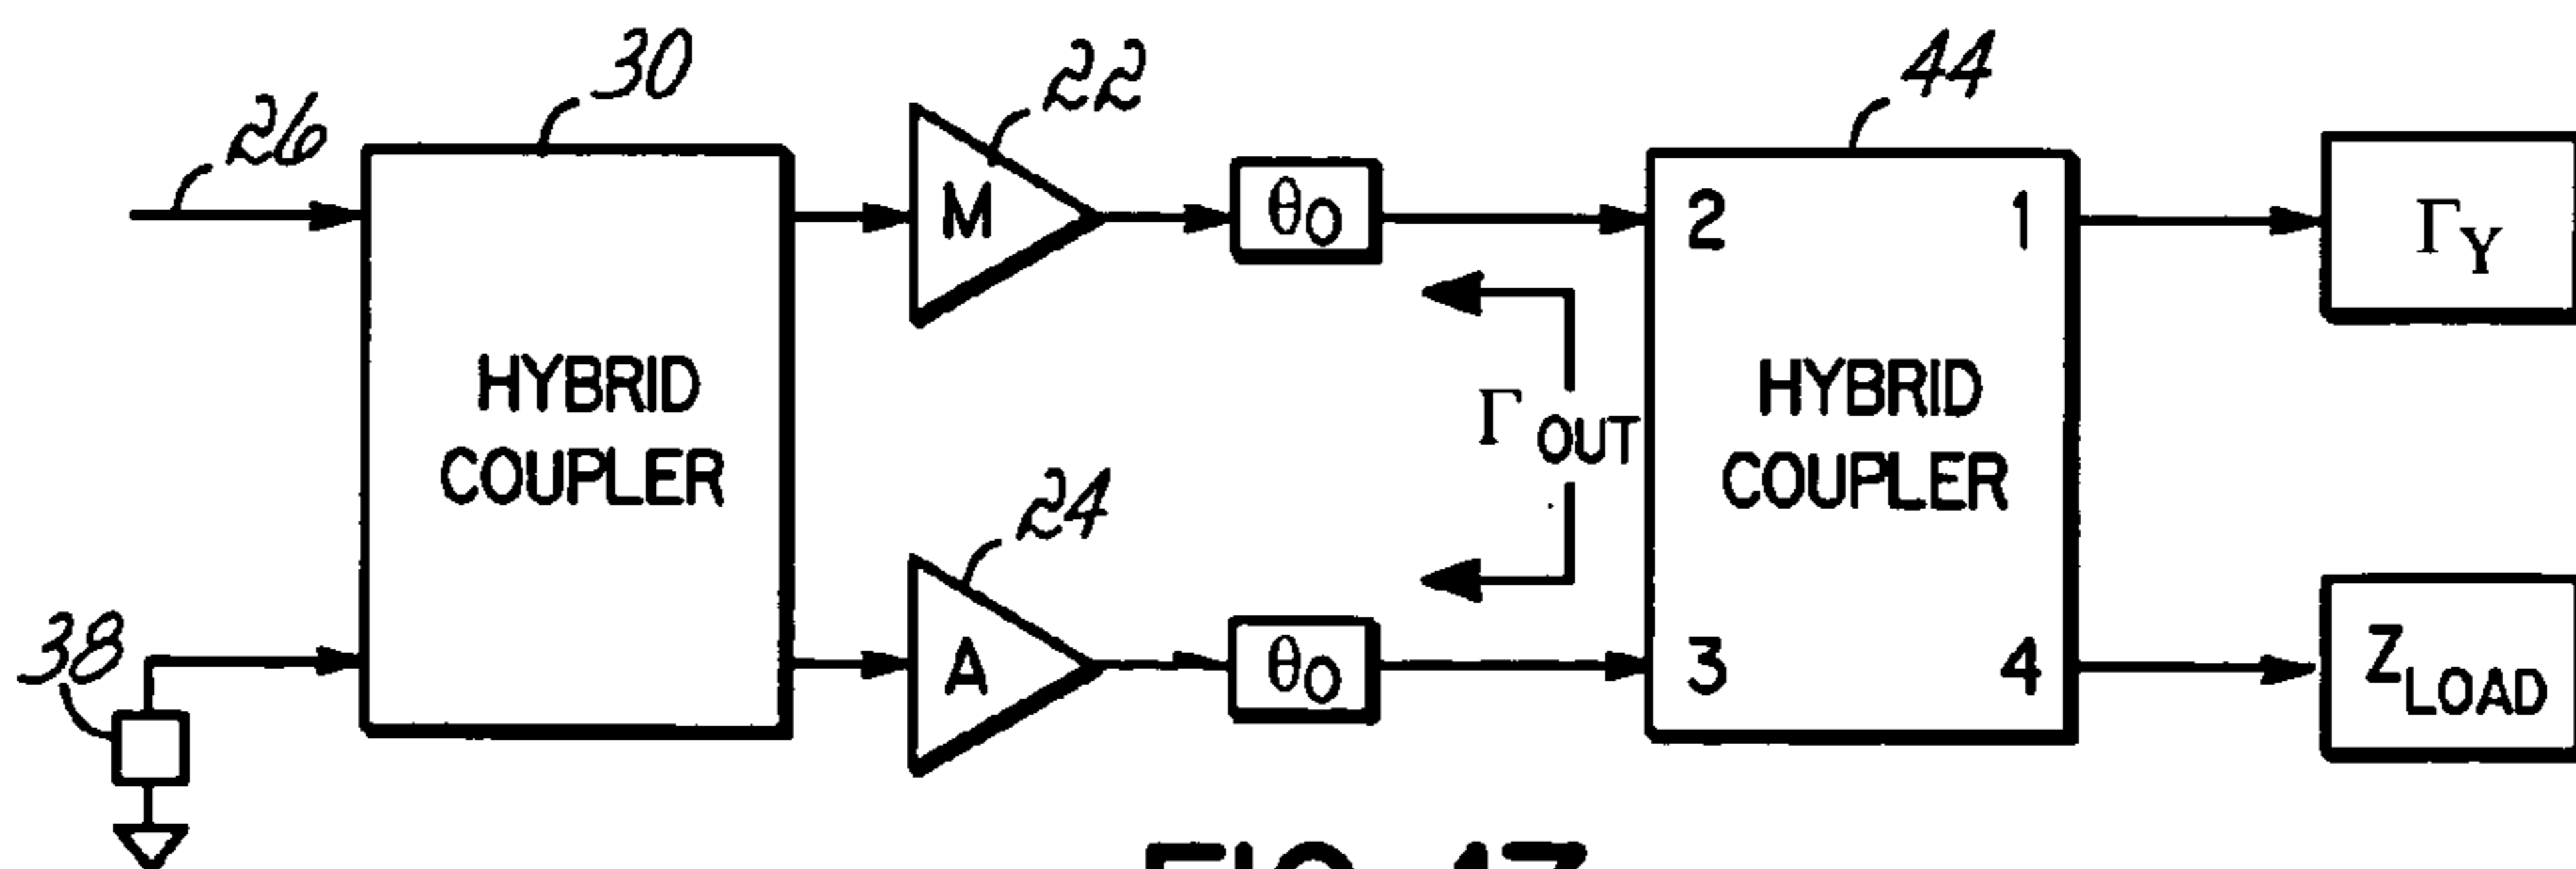 26
30
22
44
M
θO
2
1
ΓY
HYBRID
COUPLER
ΓOUT
HYBRID
COUPLER
38
24
A
θO
3
4
ZLOAD